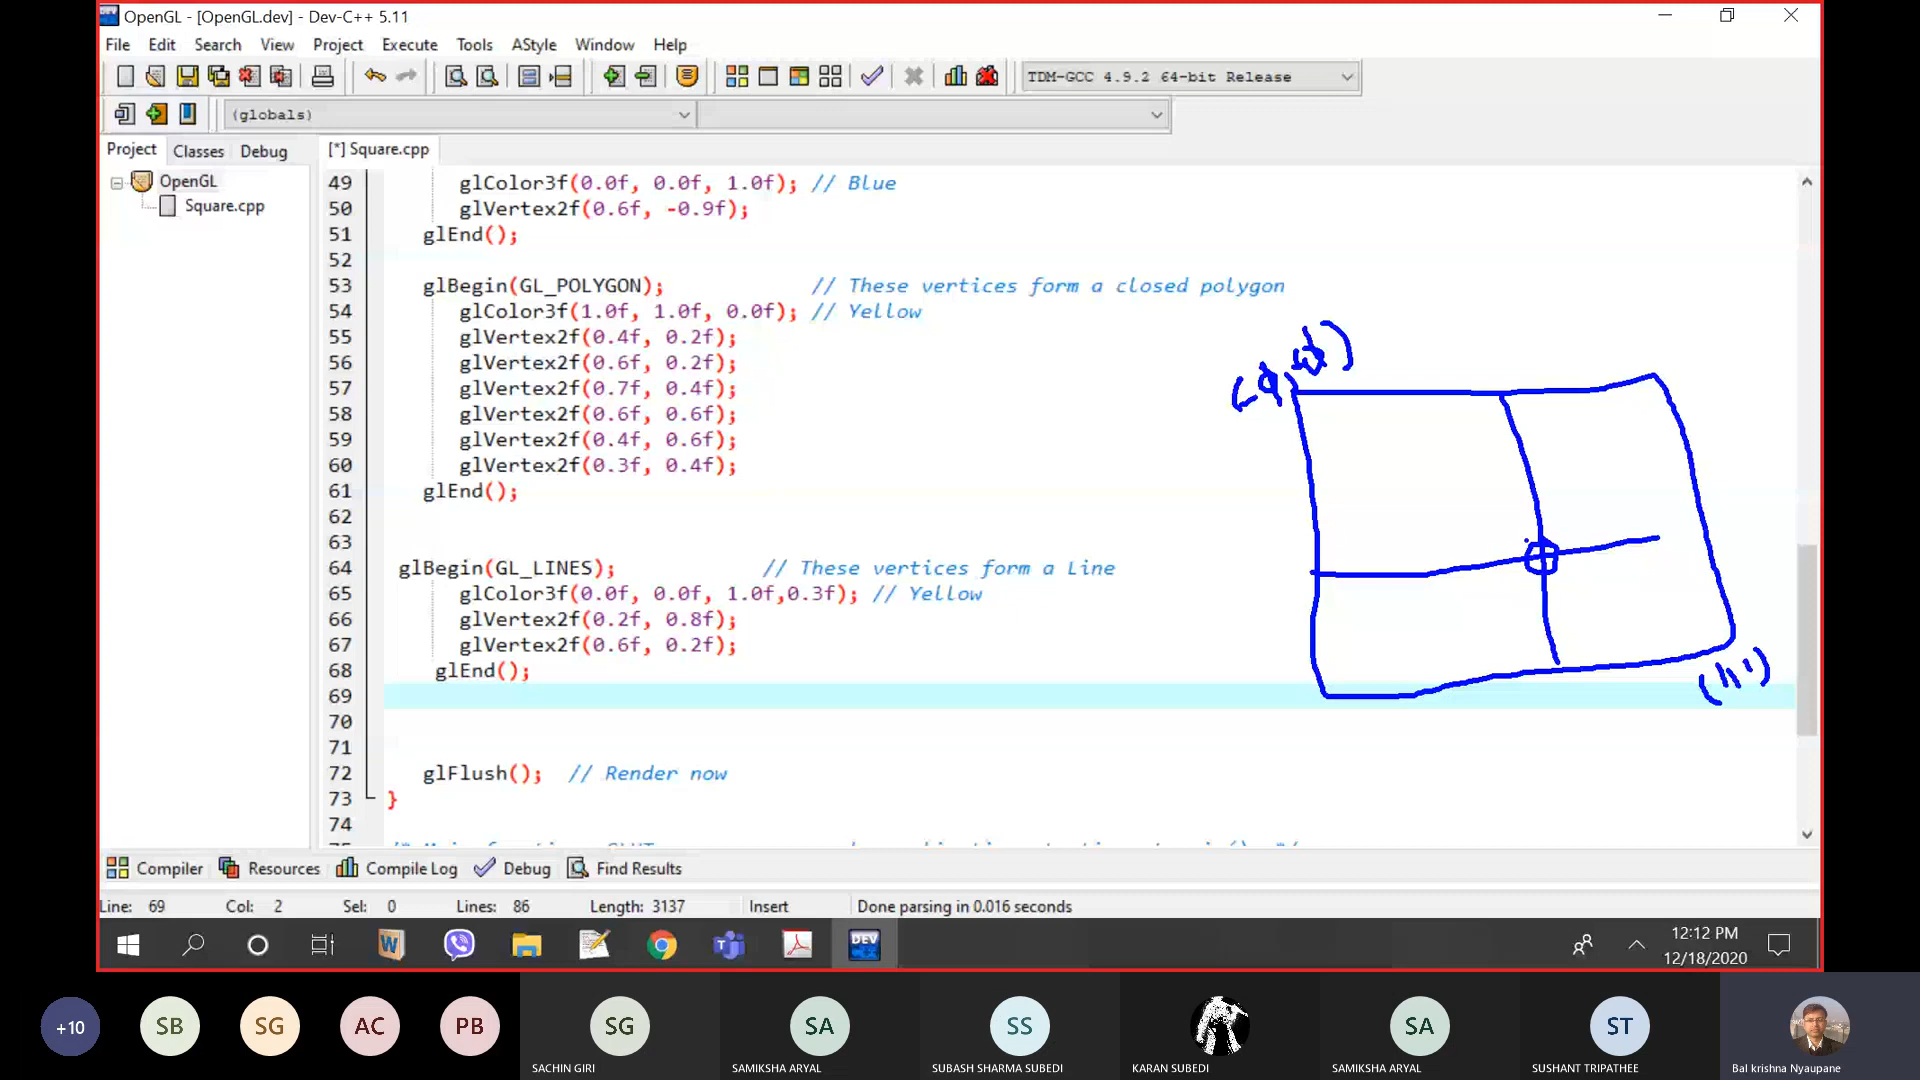 OpenGL - [OpenGL.dev] - Dev-C++ 5.11
File Edit Search View Project Execute Tools AStyle Window Help
TDM-GCC 4.9.2 64-bit Release
(globals)
Project Classes Debug
[*] Square.cpp
OpenGL
Square.cpp
49 glColor3f(0.0f, 0.0f, 1.0f); // Blue
50 glVertex2f(0.6f, -0.9f);
51 glEnd();
52
53 glBegin(GL_POLYGON); // These vertices form a closed polygon
54 glColor3f(1.0f, 1.0f, 0.0f); // Yellow
55 glVertex2f(0.4f, 0.2f);
56 glVertex2f(0.6f, 0.2f);
57 glVertex2f(0.7f, 0.4f);
58 glVertex2f(0.6f, 0.6f);
59 glVertex2f(0.4f, 0.6f);
60 glVertex2f(0.3f, 0.4f);
61 glEnd();
62
63
64 glBegin(GL_LINES); // These vertices form a Line
65 glColor3f(0.0f, 0.0f, 1.0f,0.3f); // Yellow
66 glVertex2f(0.2f, 0.8f);
67 glVertex2f(0.6f, 0.2f);
68 glEnd();
69
70
71
72 glFlush(); // Render now
73 }
74
Compiler Resources Compile Log Debug Find Results
Line: 69 Col: 2 Sel: 0 Lines: 86 Length: 3137 Insert Done parsing in 0.016 seconds
DEV
12:12 PM
12/18/2020
+10 SB SG AC PB SG SA SS SA ST
SACHIN GIRI SAMIKSHA ARYAL SUBASH SHARMA SUBEDI KARAN SUBEDI SAMIKSHA ARYAL SUSHANT TRIPATHEE Bal krishna Nyaupane